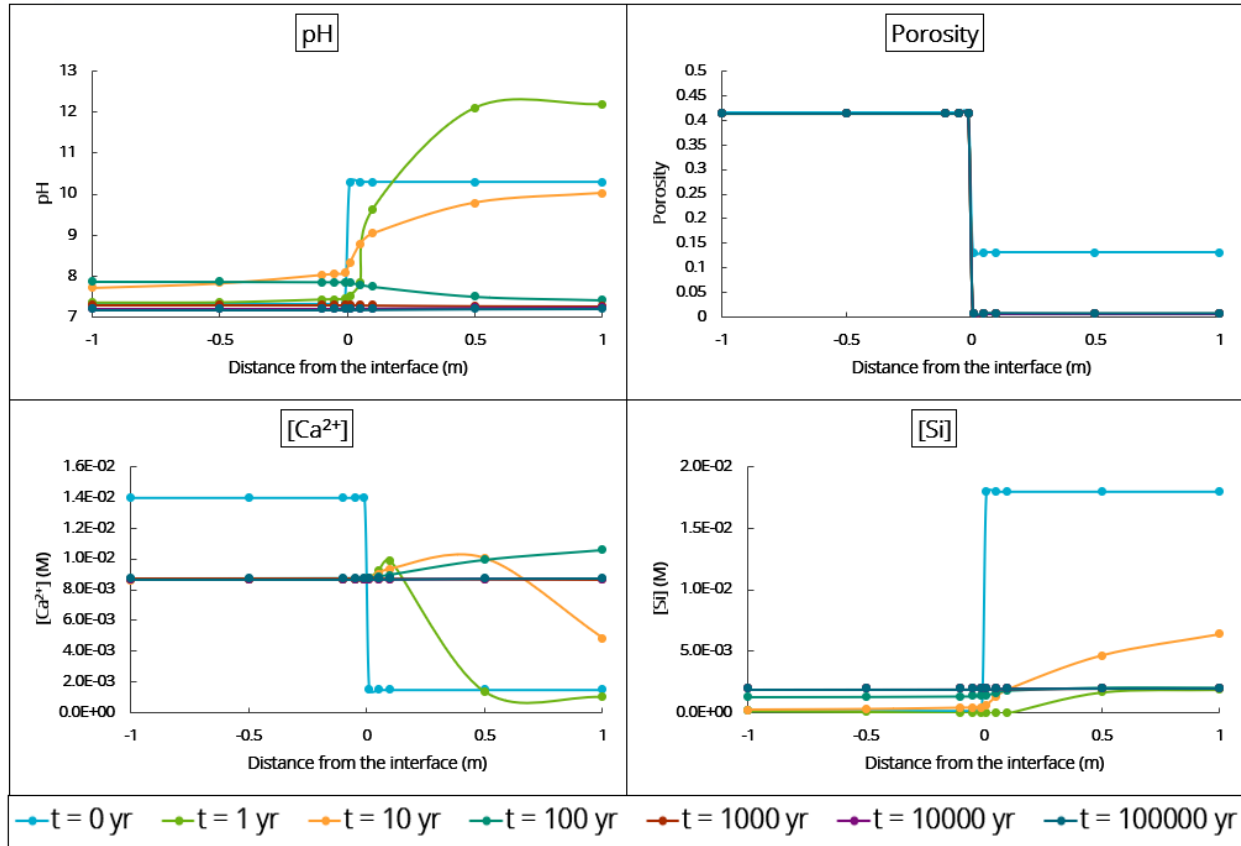 pH
13
12
11
10
9
8
7
pH
-1 -0.5 0 0.5 1
Distance from the interface (m)
Porosity
0.5
0.45
0.4
0.35
0.3
0.25
0.2
0.15
0.1
0.05
0
Porosity
-1 -0.5 0 0.5 1
Distance from the interface (m)
[Ca²⁺]
1.6E-02
1.4E-02
1.2E-02
1.0E-02
8.0E-03
6.0E-03
4.0E-03
2.0E-03
0.0E+00
[Ca²⁺] (M)
-1 -0.5 0 0.5 1
Distance from the interface (m)
[Si]
2.0E-02
1.5E-02
1.0E-02
5.0E-03
0.0E+00
[Si] (M)
-1 -0.5 0 0.5 1
Distance from the interface (m)
t = 0 yr t = 1 yr t = 10 yr t = 100 yr t = 1000 yr t = 10000 yr t = 100000 yr